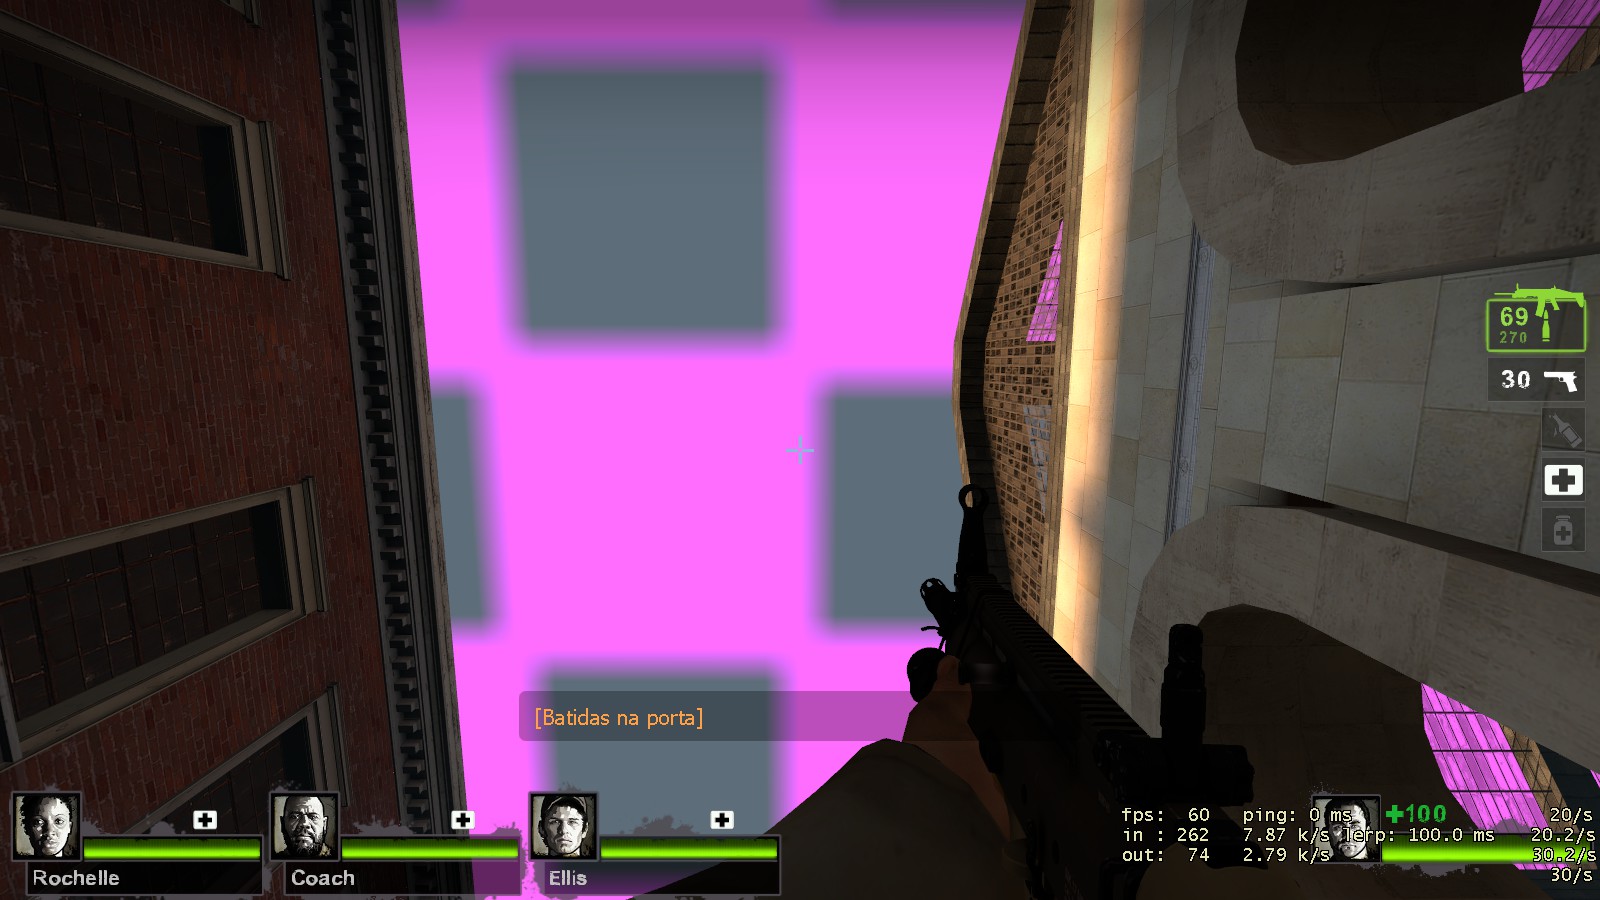 69
270
30
[Batidas na porta]
Rochelle
Coach
Ellis
+100
fps: 60 ping: 0 ms 20/s
in : 262 7.87 k/s lerp: 100.0 ms 20.2/s
out: 74 2.79 k/s 30.2/s
30/s